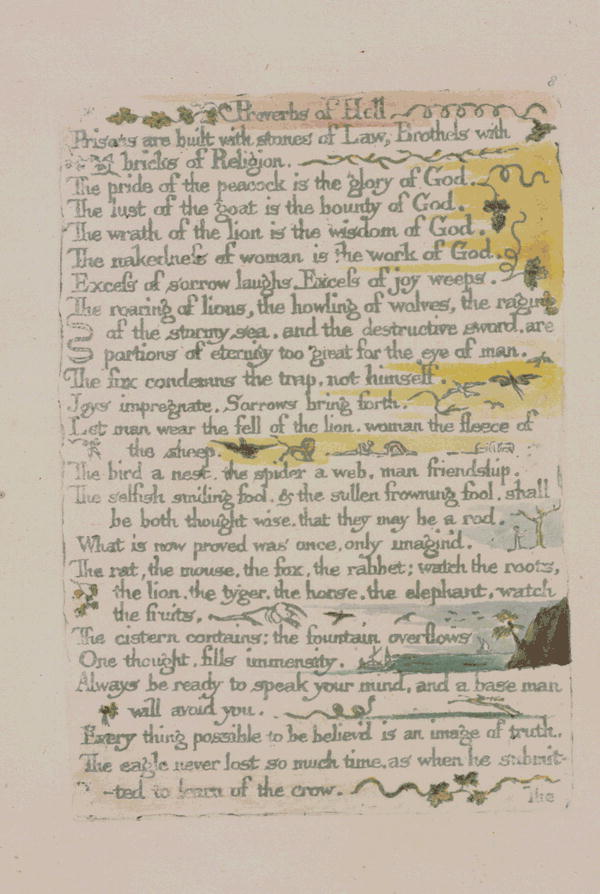 8
Proverbs of Hell
Prisons are built with stones of Law, Brothels with
bricks of Religion.
The pride of the peacock is the glory of God.
The lust of the goat is the bounty of God.
The wrath of the lion is the wisdom of God.
The nakedness of woman is the work of God.
Excess of sorrow laughs. Excess of joy weeps.
The roaring of lions, the howling of wolves, the raging
of the stormy sea, and the destructive sword, are
portions of eternity too great for the eye of man.
The fox condemns the trap, not himself.
Joys impregnate. Sorrows bring forth.
Let man wear the fell of the lion. woman the fleece of
the sheep.
The bird a nest, the spider a web, man friendship.
The selfish smiling fool, & the sullen frowning fool, shall
be both thought wise, that they may be a rod.
What is now proved was once, only imagin'd.
The rat, the mouse, the fox, the rabbet; watch the roots,
the lion, the tyger, the horse, the elephant, watch
the fruits.
The cistern contains; the fountain overflows
One thought, fills immensity.
Always be ready to speak your mind, and a base man
will avoid you.
Every thing possible to be believ'd is an image of truth.
The eagle never lost so much time, as when he submit-
-ted to learn of the crow.
The